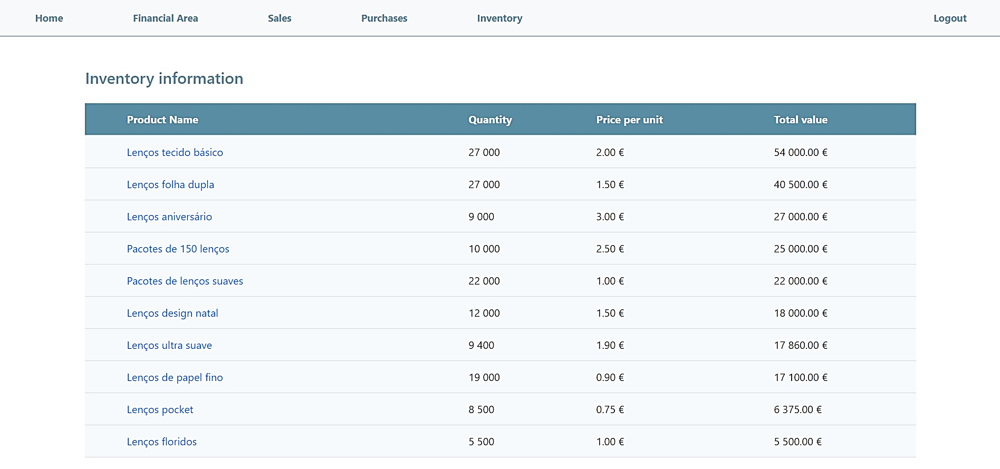 Home Financial Area Sales Purchases Inventory Logout
Inventory information
Product Name Quantity Price per unit Total value
Lenços tecido básico 27 000 2.00 € 54 000.00 €
Lenços folha dupla 27 000 1.50 € 40 500.00 €
Lenços aniversário 9 000 3.00 € 27 000.00 €
Pacotes de 150 lenços 10 000 2.50 € 25 000.00 €
Pacotes de lenços suaves 22 000 1.00 € 22 000.00 €
Lenços design natal 12 000 1.50 € 18 000.00 €
Lenços ultra suave 9 400 1.90 € 17 860.00 €
Lenços de papel fino 19 000 0.90 € 17 100.00 €
Lenços pocket 8 500 0.75 € 6 375.00 €
Lenços floridos 5 500 1.00 € 5 500.00 €